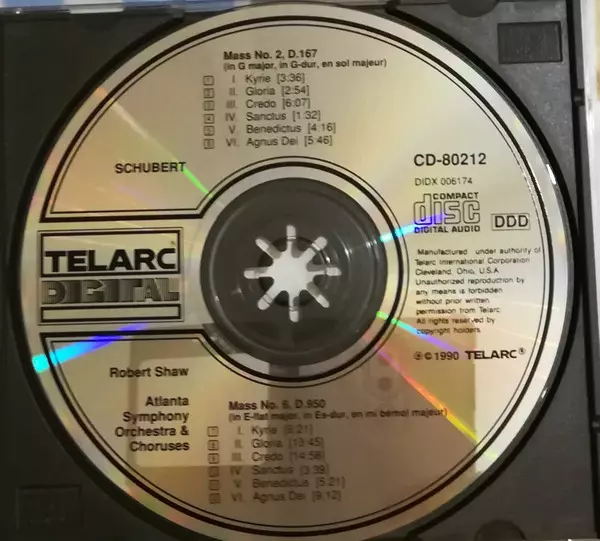 Mass No. 2, D.167
(in G major, in G-dur, en sol majeur)
1 I. Kyrie [3:36]
2 II. Gloria [2:54]
3 III. Credo [6:07]
4 IV. Sanctus [1:32]
5 V. Benedictus [4:16]
6 VI. Agnus Dei [5:46]
SCHUBERT
CD-80212
DIDX 006174
COMPACT
disc
DIGITAL AUDIO
DDD
TELARC®
DIGITAL
Manufactured under authority of
Telarc International Corporation
Cleveland, Ohio, U.S.A.
Unauthorized reproduction by
any means is forbidden
without prior written
permission from Telarc
All rights reserved by
copyright holders.
℗ © 1990 TELARC®
Robert Shaw
Atlanta
Symphony
Orchestra &
Choruses
Mass No. 6, D.950
(in E-flat major, in Es-dur, en mi bemol majeur)
7 I. Kyrie
8 II. Gloria [13:45]
9 III. Credo [14:58]
10 IV. Sanctus [3:39]
11 V. Benedictus [5:21]
12 VI. Agnus Dei [9:12]